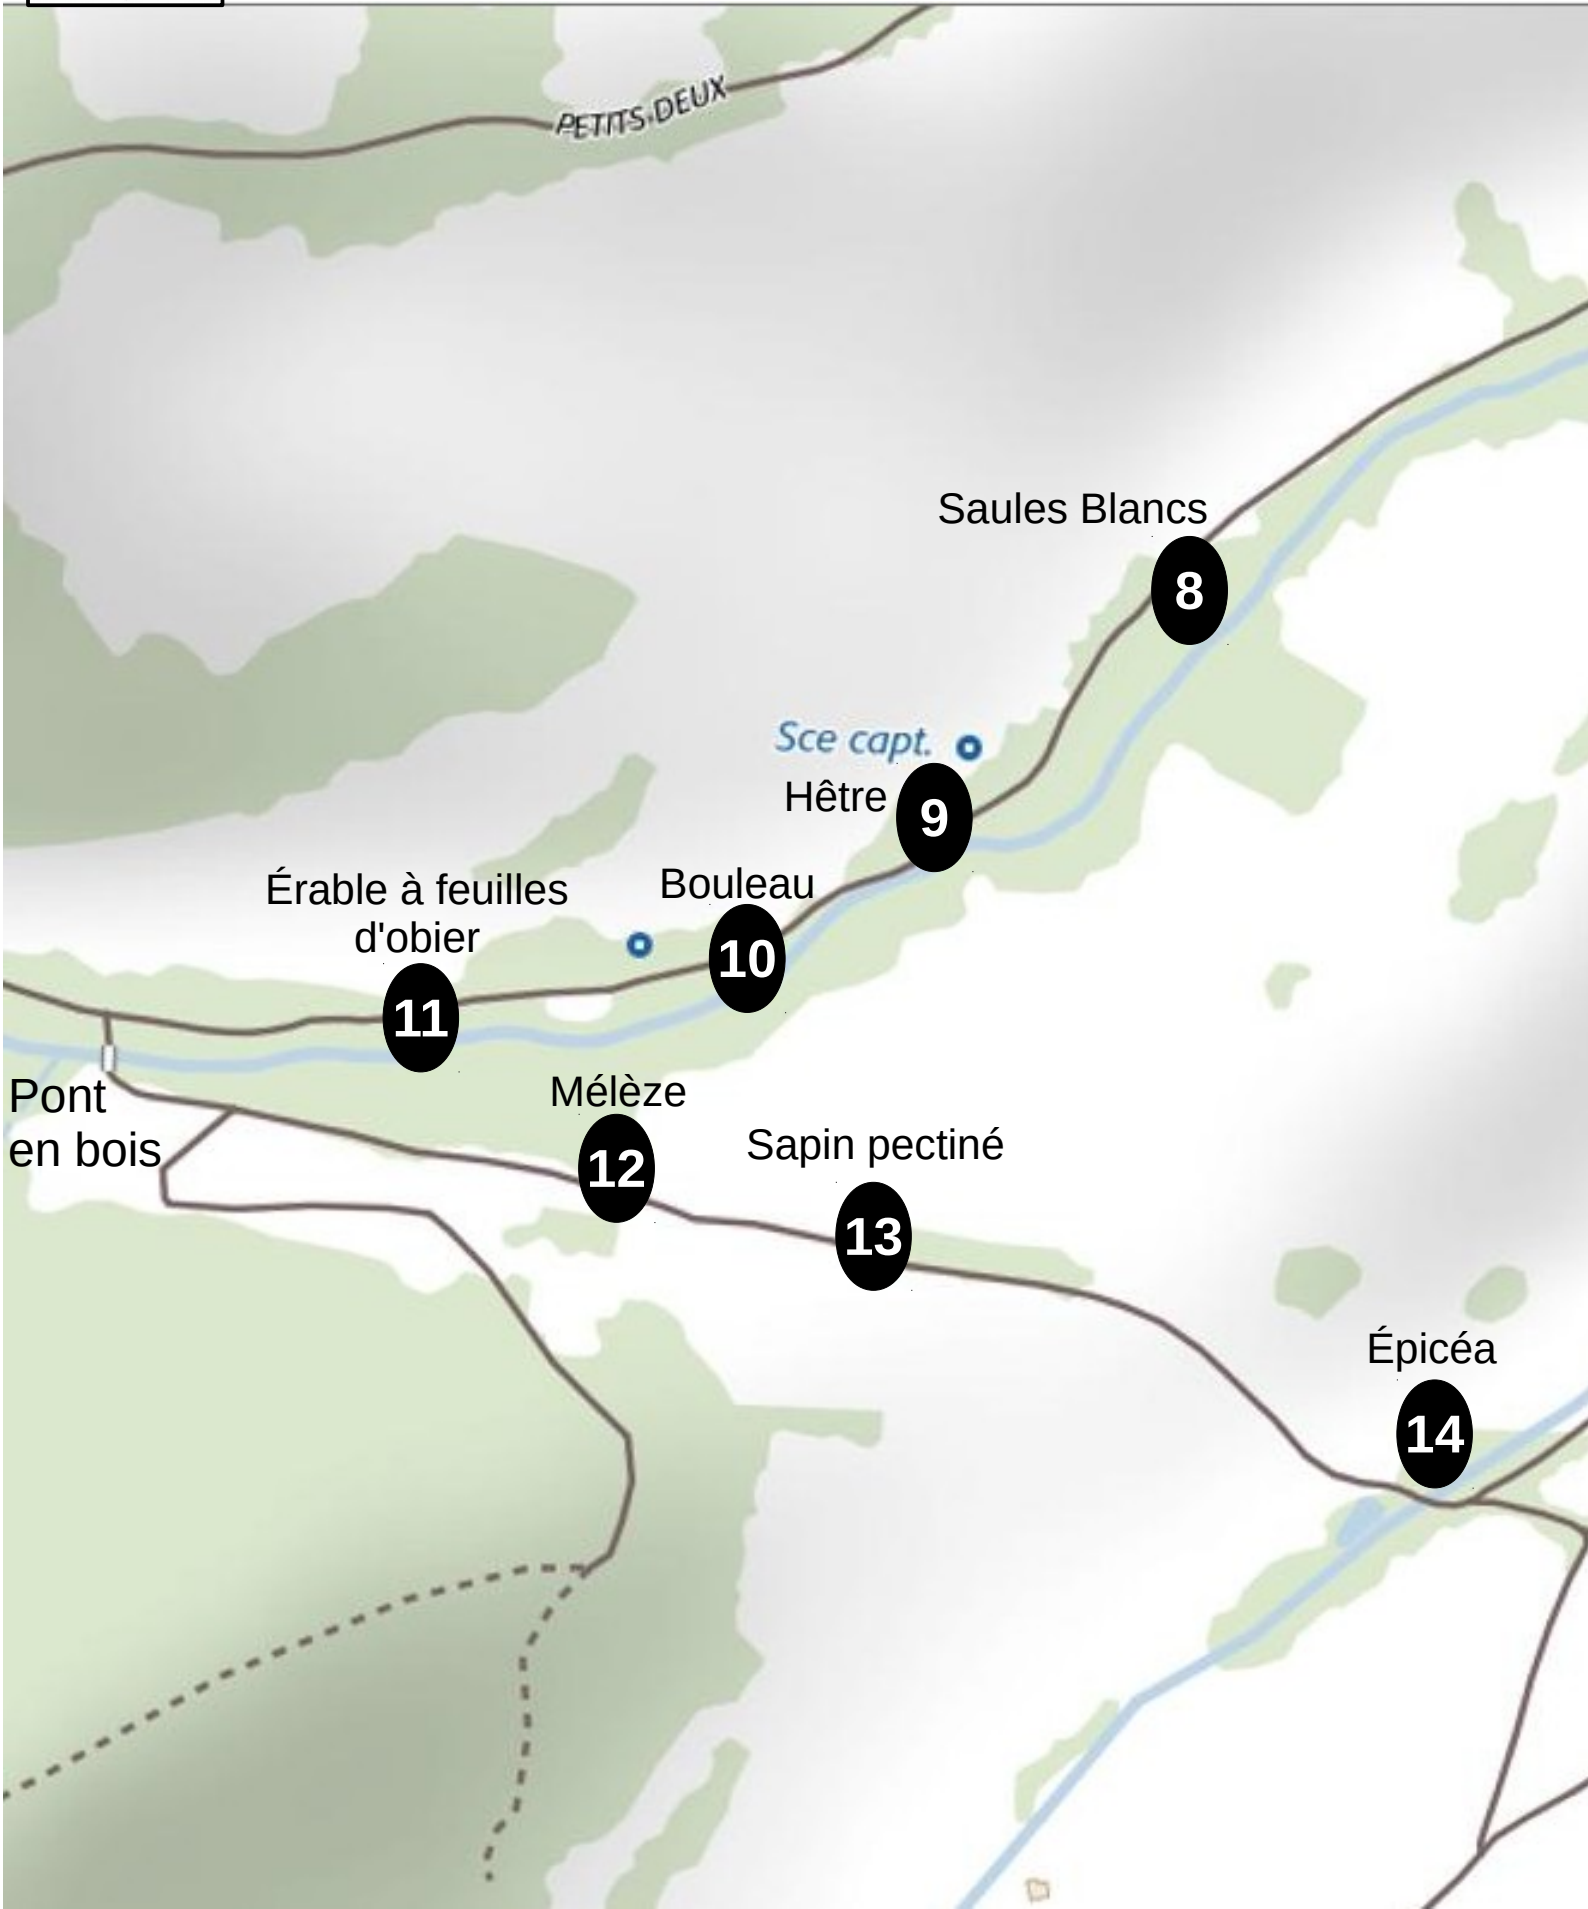 PETITS DEUX
Saules Blancs
8
Sce capt.
Hêtre
9
Érable à feuilles
d'obier
Bouleau
10
11
Pont
en bois
Mélèze
12
Sapin pectiné
13
Épicéa
14